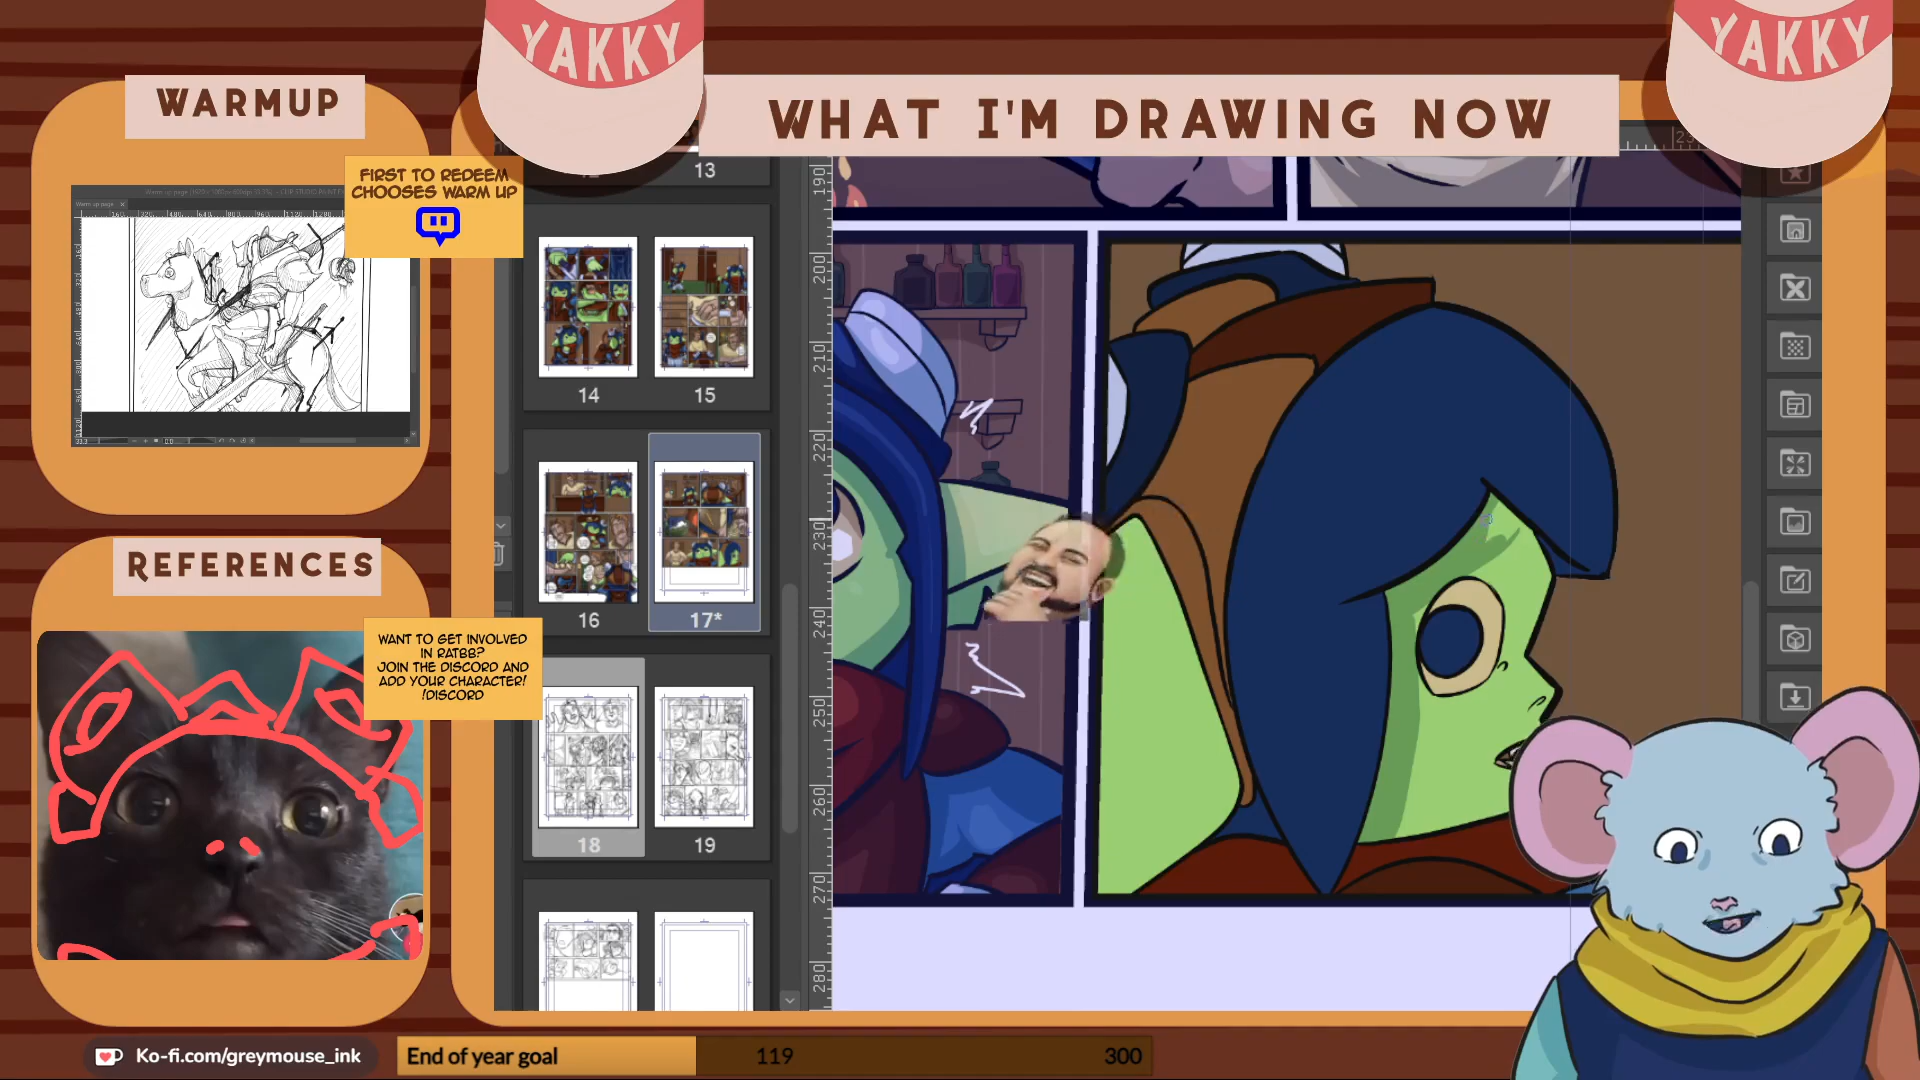 YAKKY
YAKKY
WARMUP
WHAT I'M DRAWING NOW
FIRST TO REDEEM
CHOOSES WARM UP
13
190
200
210
220
230
240
250
260
270
280
14
15
16
17*
18
19
REFERENCES
WANT TO GET INVOLVED
IN RAT88?
JOIN THE DISCORD AND
ADD YOUR CHARACTER!
!DISCORD
Ko-fi.com/greymouse_ink
End of year goal
119
300